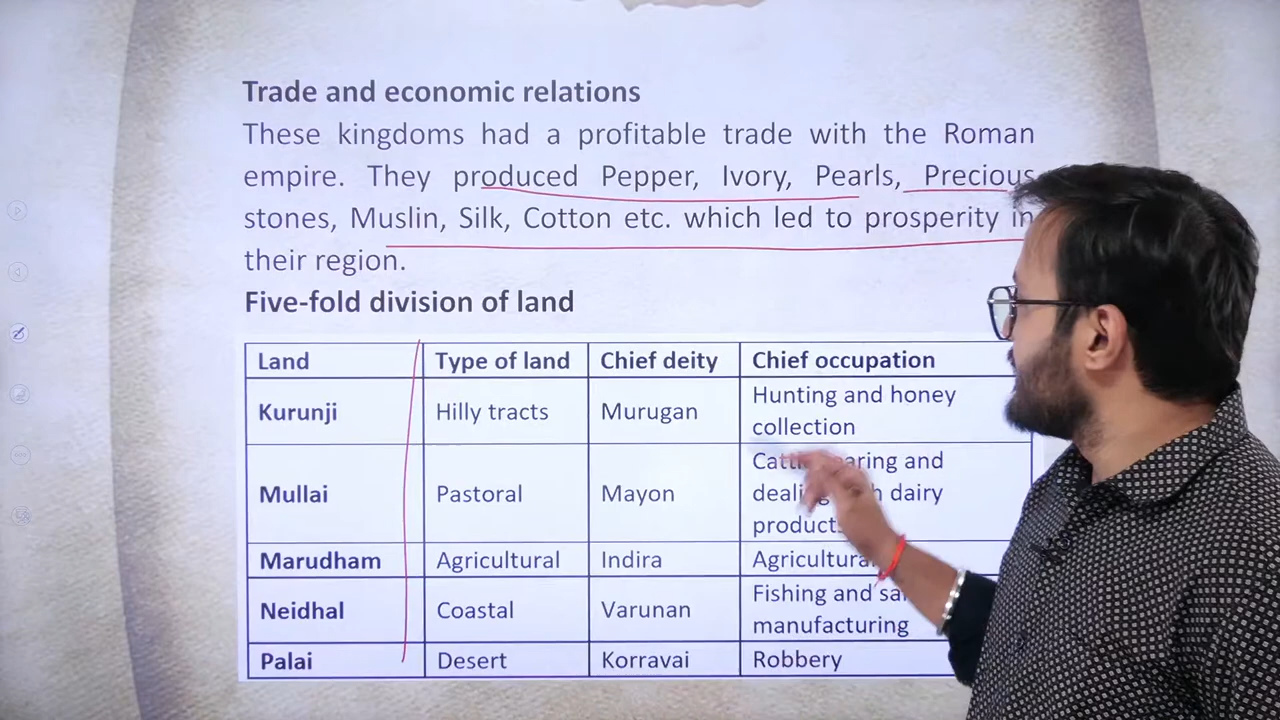 Trade and economic relations
These kingdoms had a profitable trade with the Roman
empire. They produced Pepper, Ivory, Pearls, Precious
stones, Muslin, Silk, Cotton etc. which led to prosperity in
their region.
Five-fold division of land
Land Type of land Chief deity Chief occupation
Kurunji Hilly tracts Murugan Hunting and honey
collection
Mullai Pastoral Mayon and
dairy
Marudham Agricultural Indira
Neidhal Coastal Varunan Fishing and
manufacturing
Palai Desert Korravai Robbery